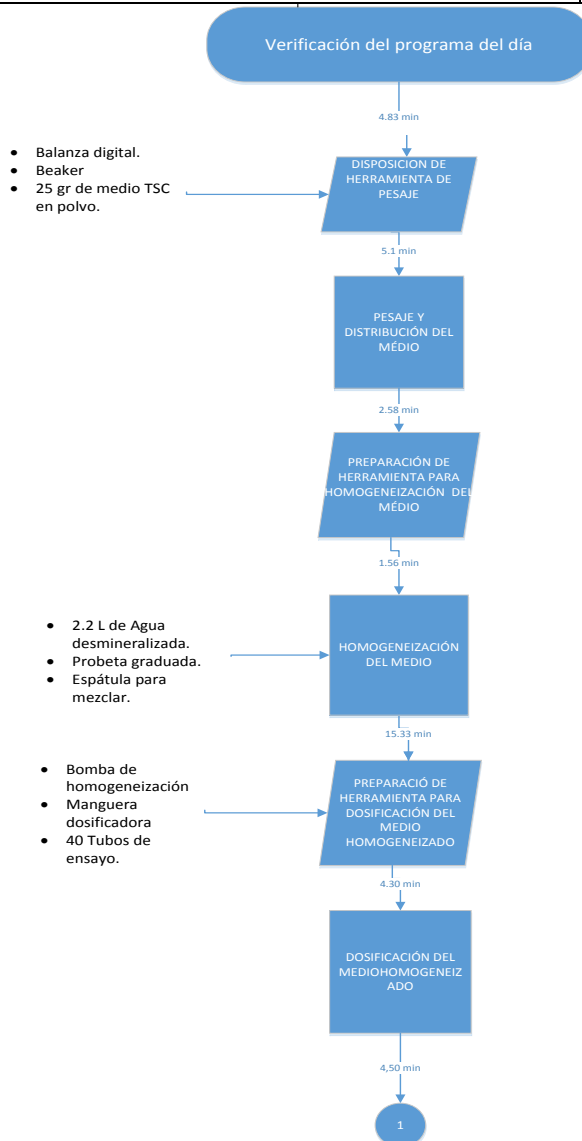 Verificación del programa del día
4.83 min
• Balanza digital.
• Beaker
• 25 gr de medio TSC
en polvo.
DISPOSICION DE
HERRAMIENTA DE
PESAJE
5.1 min
PESAJE Y
DISTRIBUCIÓN DEL
MÉDIO
2.58 min
PREPARACIÓN DE
HERRAMIENTA PARA
HOMOGENEIZACIÓN DEL
MÉDIO
1.56 min
• 2.2 L de Agua
desmineralizada.
• Probeta graduada.
• Espátula para
mezclar.
HOMOGENEIZACIÓN
DEL MEDIO
15.33 min
• Bomba de
homogeneización
• Manguera
dosificadora
• 40 Tubos de
ensayo.
PREPARACIÓ DE
HERRAMIENTA PARA
DOSIFICACIÓN DEL
MEDIO
HOMOGENEIZADO
4.30 min
DOSIFICACIÓN DEL
MEDIOHOMOGENEIZ
ADO
4,50 min
1